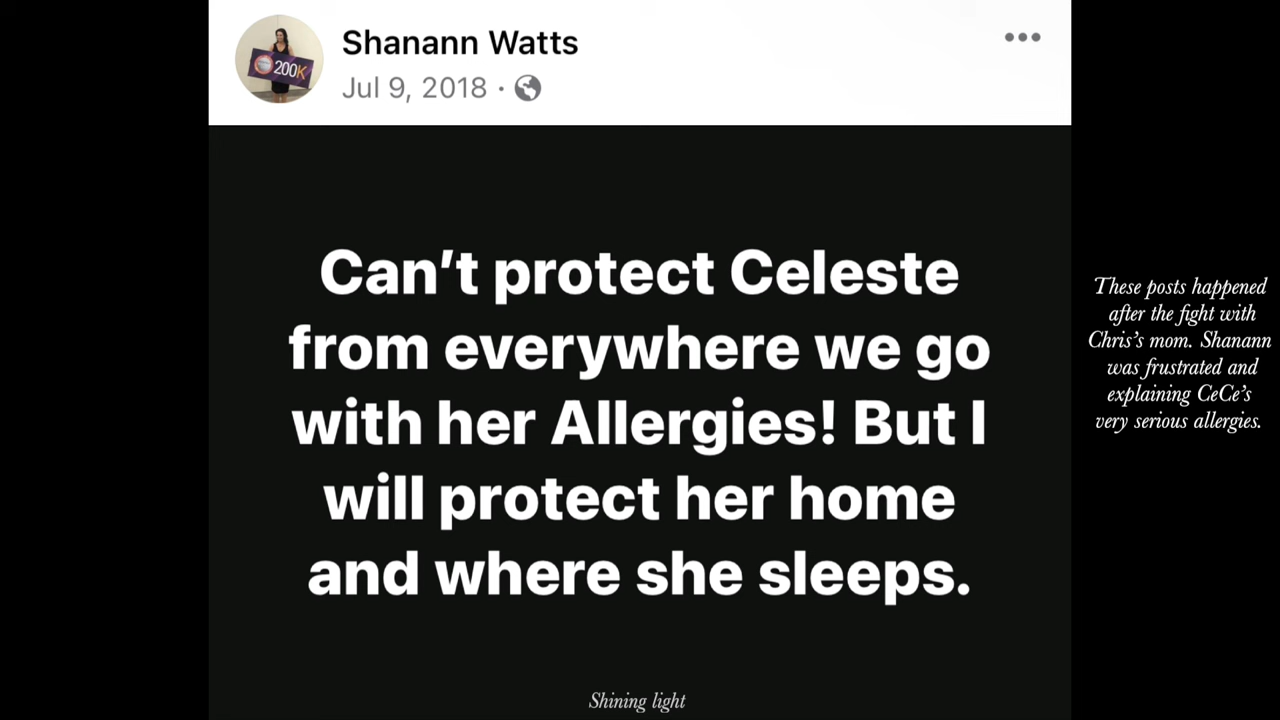 Shanann Watts
Jul 9, 2018 ·
200K
Can't protect Celeste
from everywhere we go
with her Allergies! But I
will protect her home
and where she sleeps.
These posts happened
after the fight with
Chris's mom. Shanann
was frustrated and
explaining CeCe's
very serious allergies.
Shining light